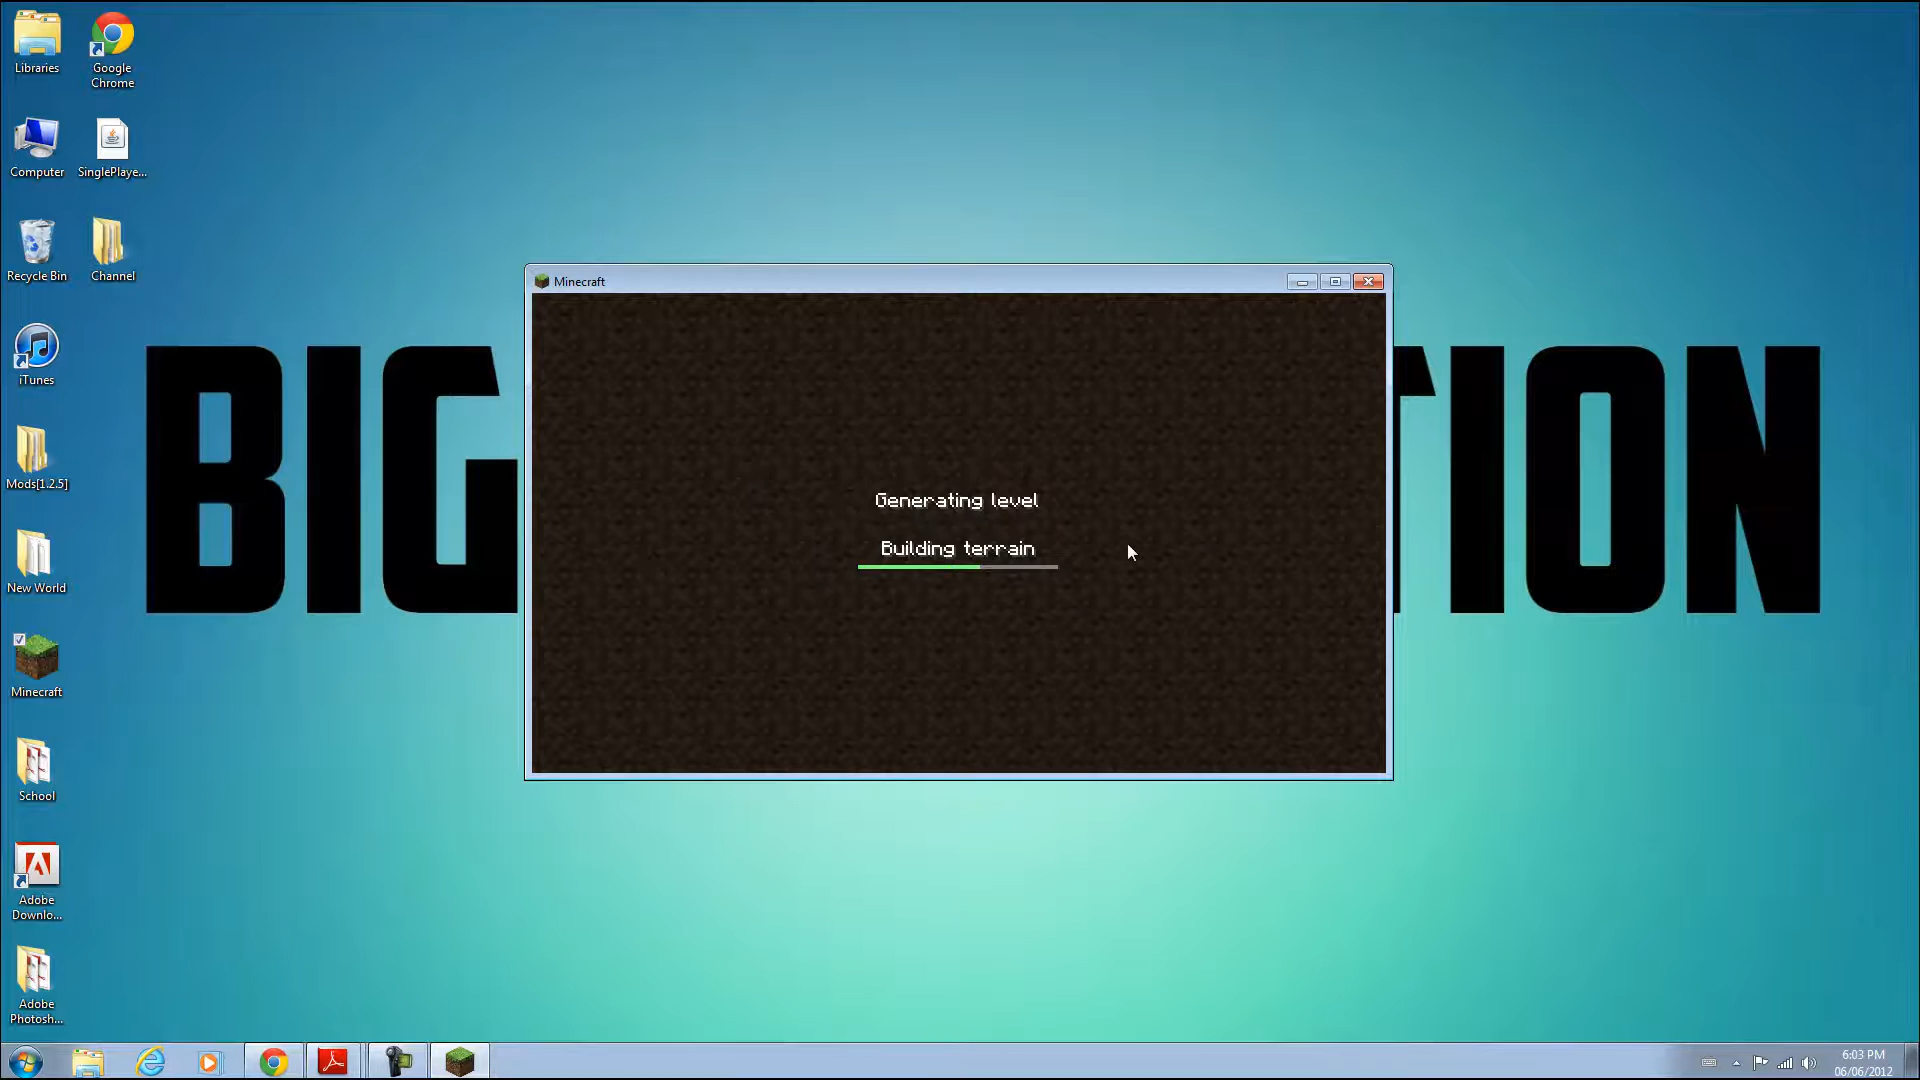 Libraries
Google
Chrome
Computer
SinglePlaye...
Recycle Bin
Channel
iTunes
Mods[1.2.5]
New World
Minecraft
School
Adobe
Downlo...
Adobe
Photosh...
BIG
TION
Minecraft
Generating level
Building terrain
6:03 PM
06/06/2012